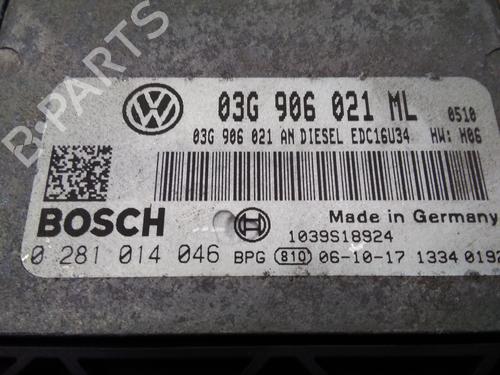 B-PARTS
03G 906 021 ML 0510
03G 906 021 AN DIESEL EDC16U34 HW: H06
BOSCH
Made in Germany
1039S18924
0 281 014 046 BPG 810 06-10-17 1334 0192